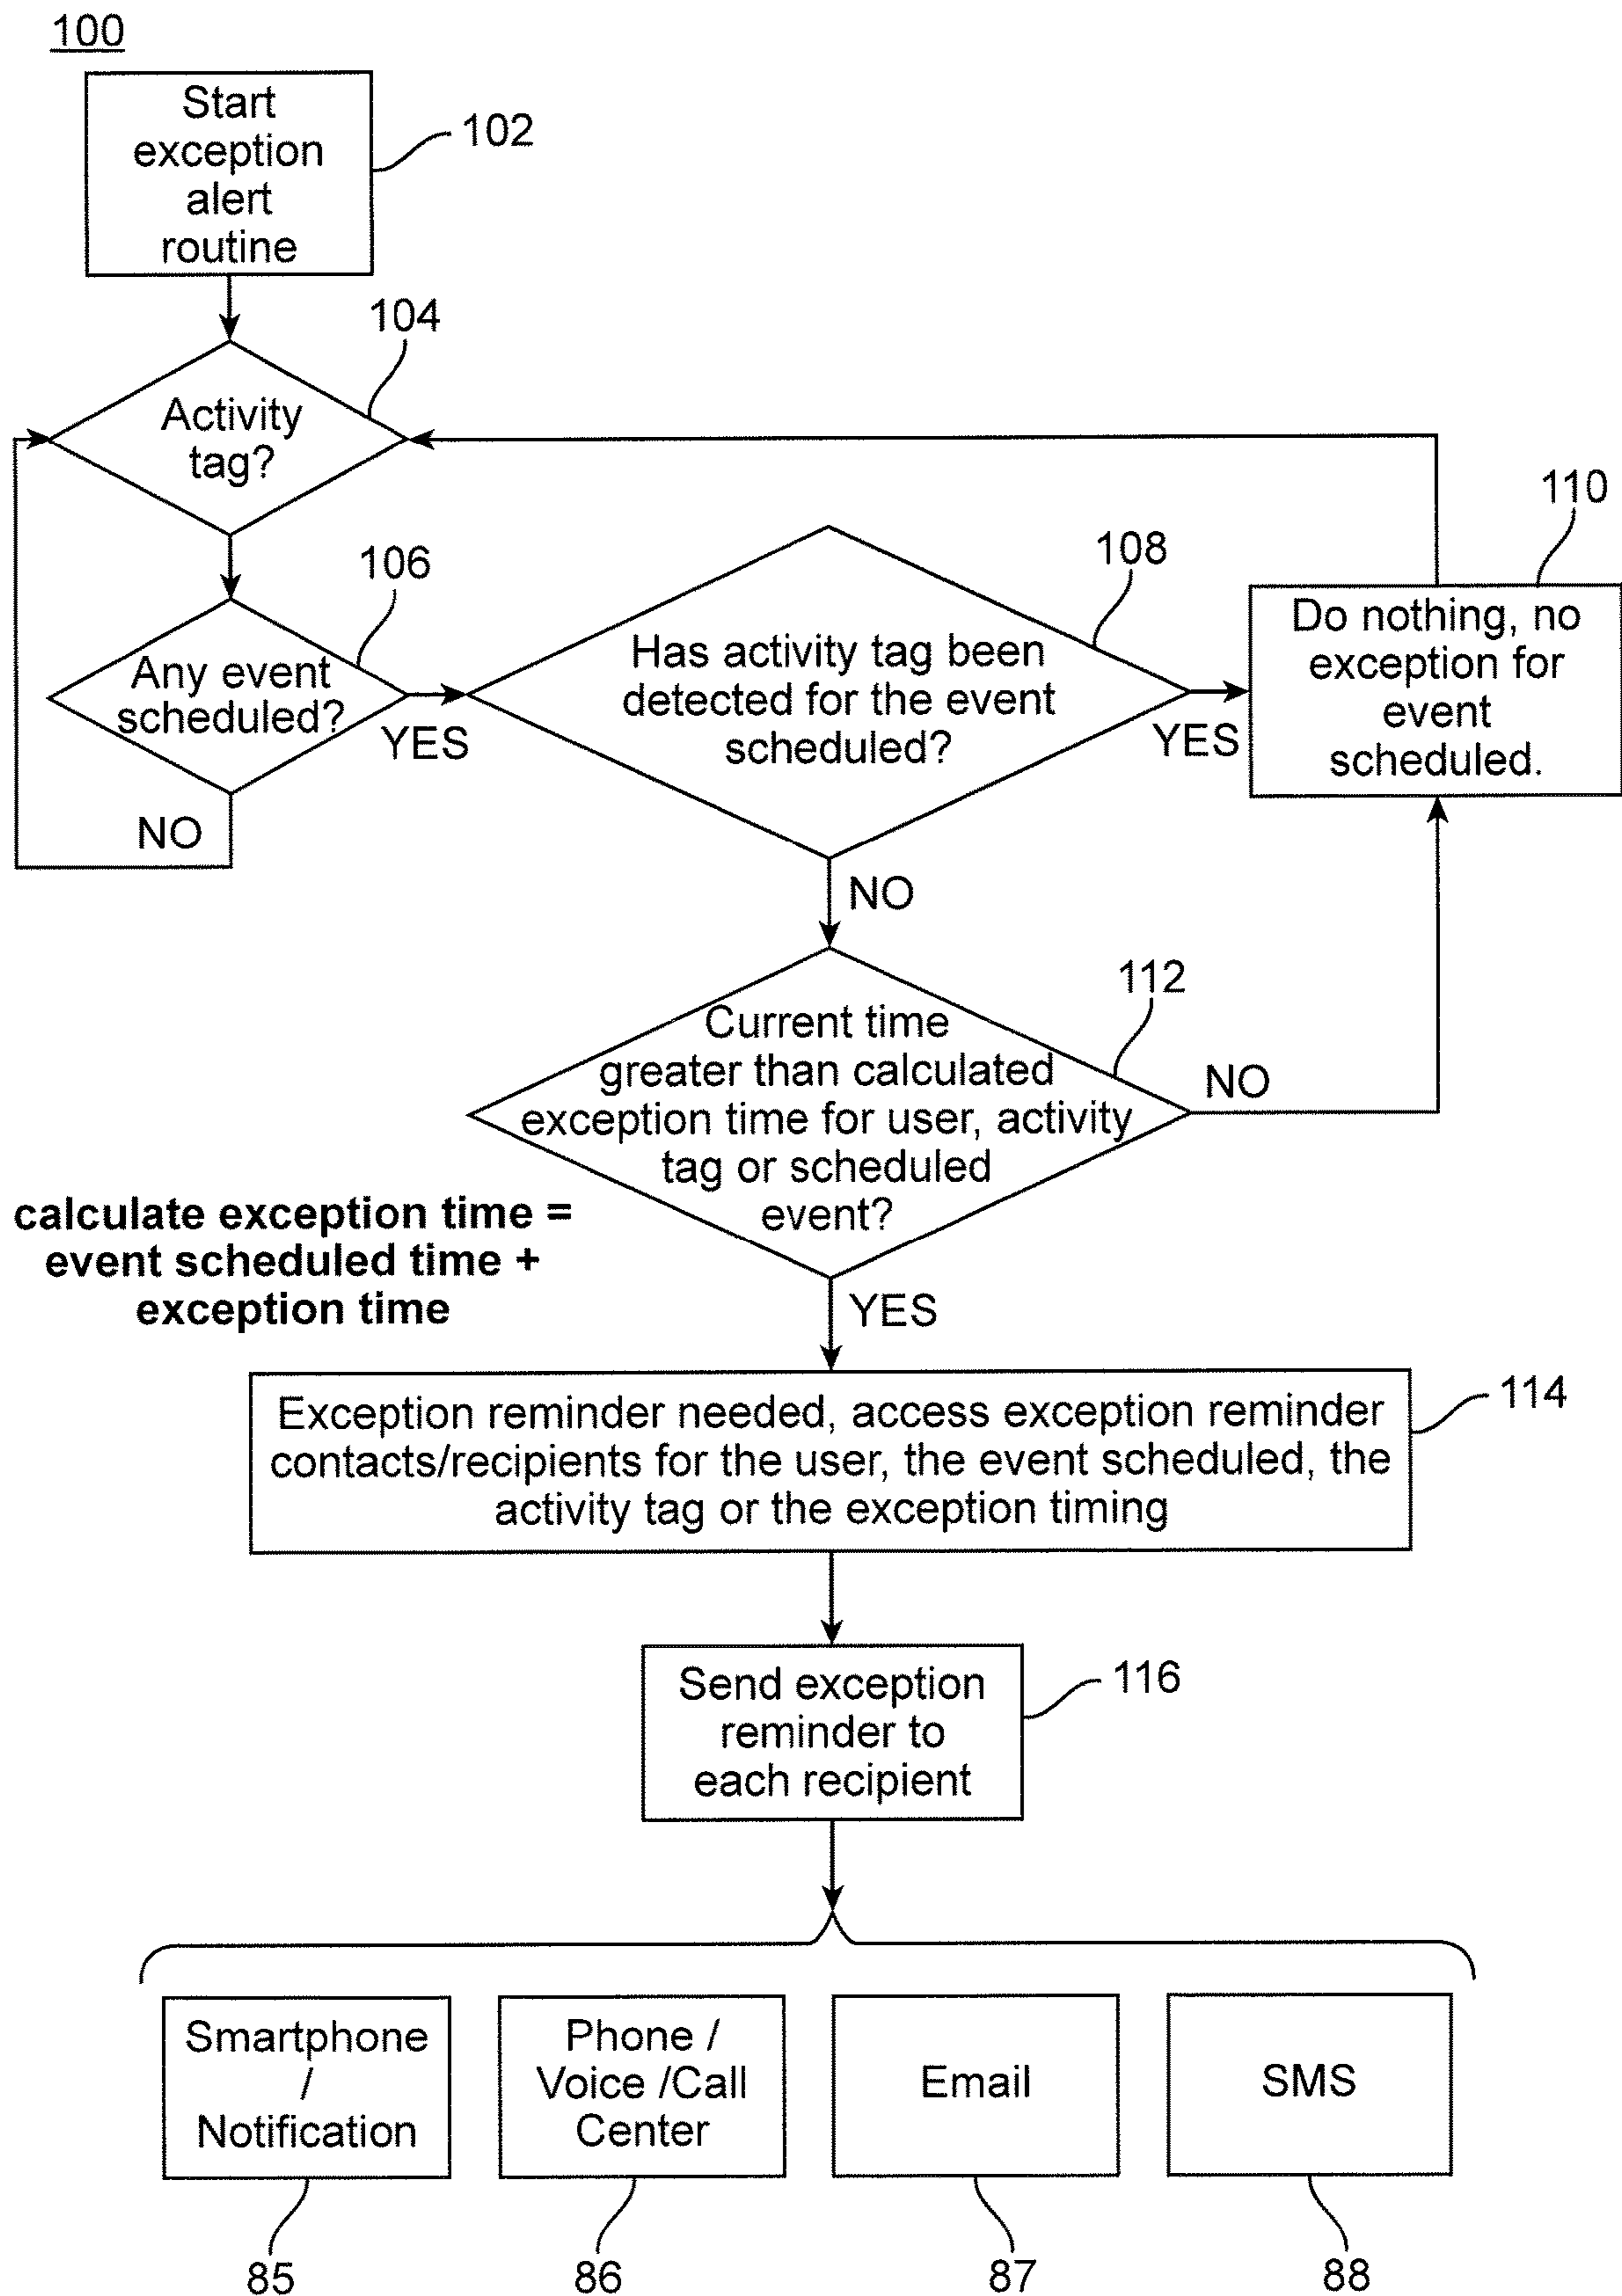 100
Start
exception
alert
routine
102
104
Activity
tag?
106
Any event
scheduled?
YES
NO
108
Has activity tag been
detected for the event
scheduled?
YES
NO
110
Do nothing, no
exception for
event
scheduled.
112
Current time
greater than calculated
exception time for user, activity
tag or scheduled
event?
NO
YES
calculate exception time =
event scheduled time +
exception time
Exception reminder needed, access exception reminder
contacts/recipients for the user, the event scheduled, the
activity tag or the exception timing
114
Send exception
reminder to
each recipient
116
Smartphone
/
Notification
Phone /
Voice /Call
Center
Email
SMS
85
86
87
88